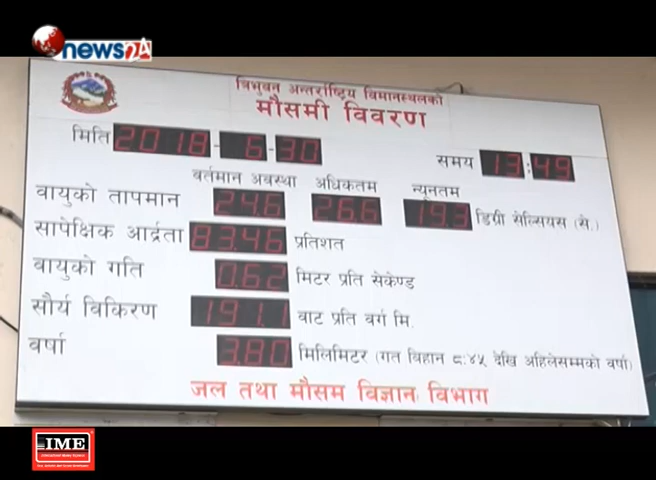 news24
त्रिभुवन अन्तर्राष्ट्रिय विमानस्थलको
मौसमी विवरण
मिति 2018-6-30 समय 13:49
वर्तमान अवस्था अधिकतम न्यूनतम
वायुको तापमान 24.6 26.6 19.3 डिग्री सेल्सियस (से.)
सापेक्षिक आर्द्रता 83.46 प्रतिशत
वायुको गति 0.62 मिटर प्रति सेकेण्ड
सौर्य विकिरण 191.1 वाट प्रति वर्ग मि.
वर्षा 3.80 मिलिमिटर (गत विहान ८:४५ देखि अहिलेसम्मको वर्षा)
जल तथा मौसम विज्ञान विभाग
IME